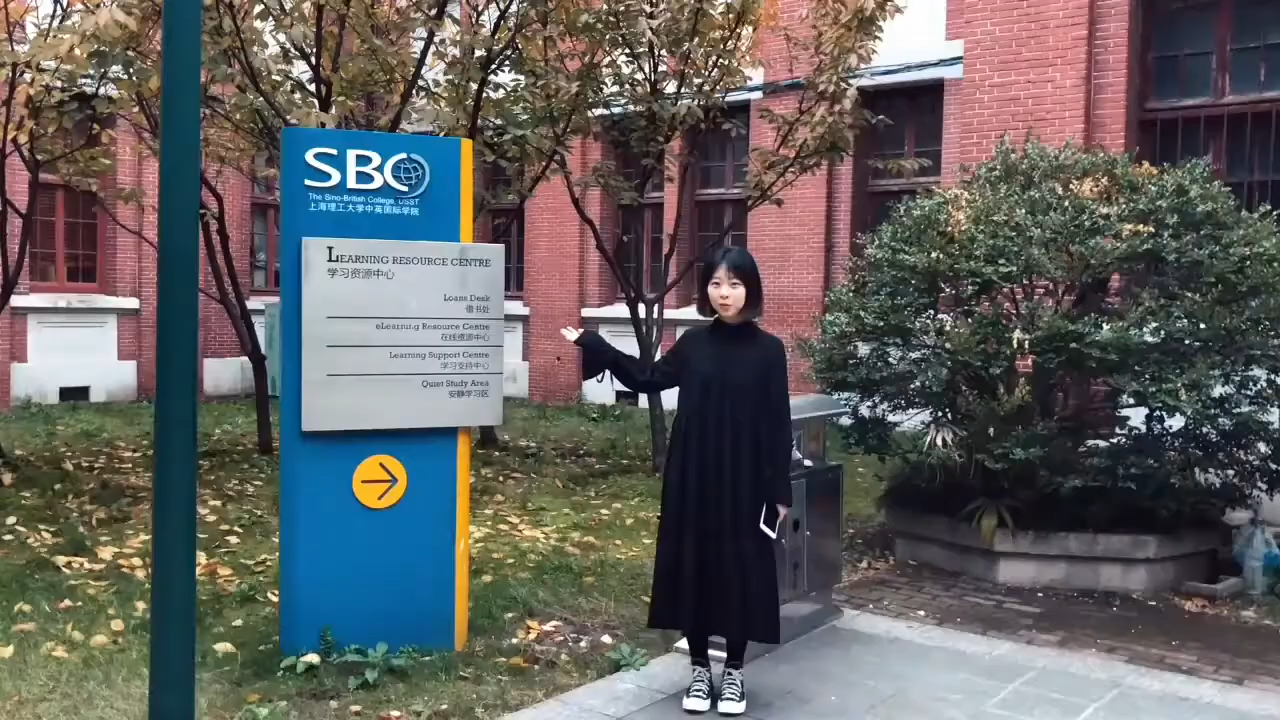 SBC
The Sino-British College, USST
上海理工大学中英国际学院
LEARNING RESOURCE CENTRE
学习资源中心
Loans Desk
借书处
eLearning Resource Centre
在线资源中心
Learning Support Centre
学习支持中心
Quiet Study Area
安静学习区